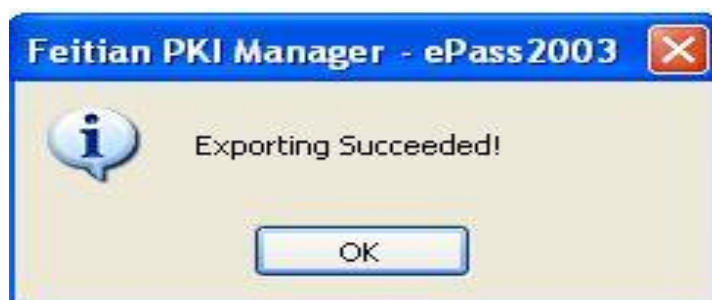 Feitian PKI Manager - ePass2003
Exporting Succeeded!
OK